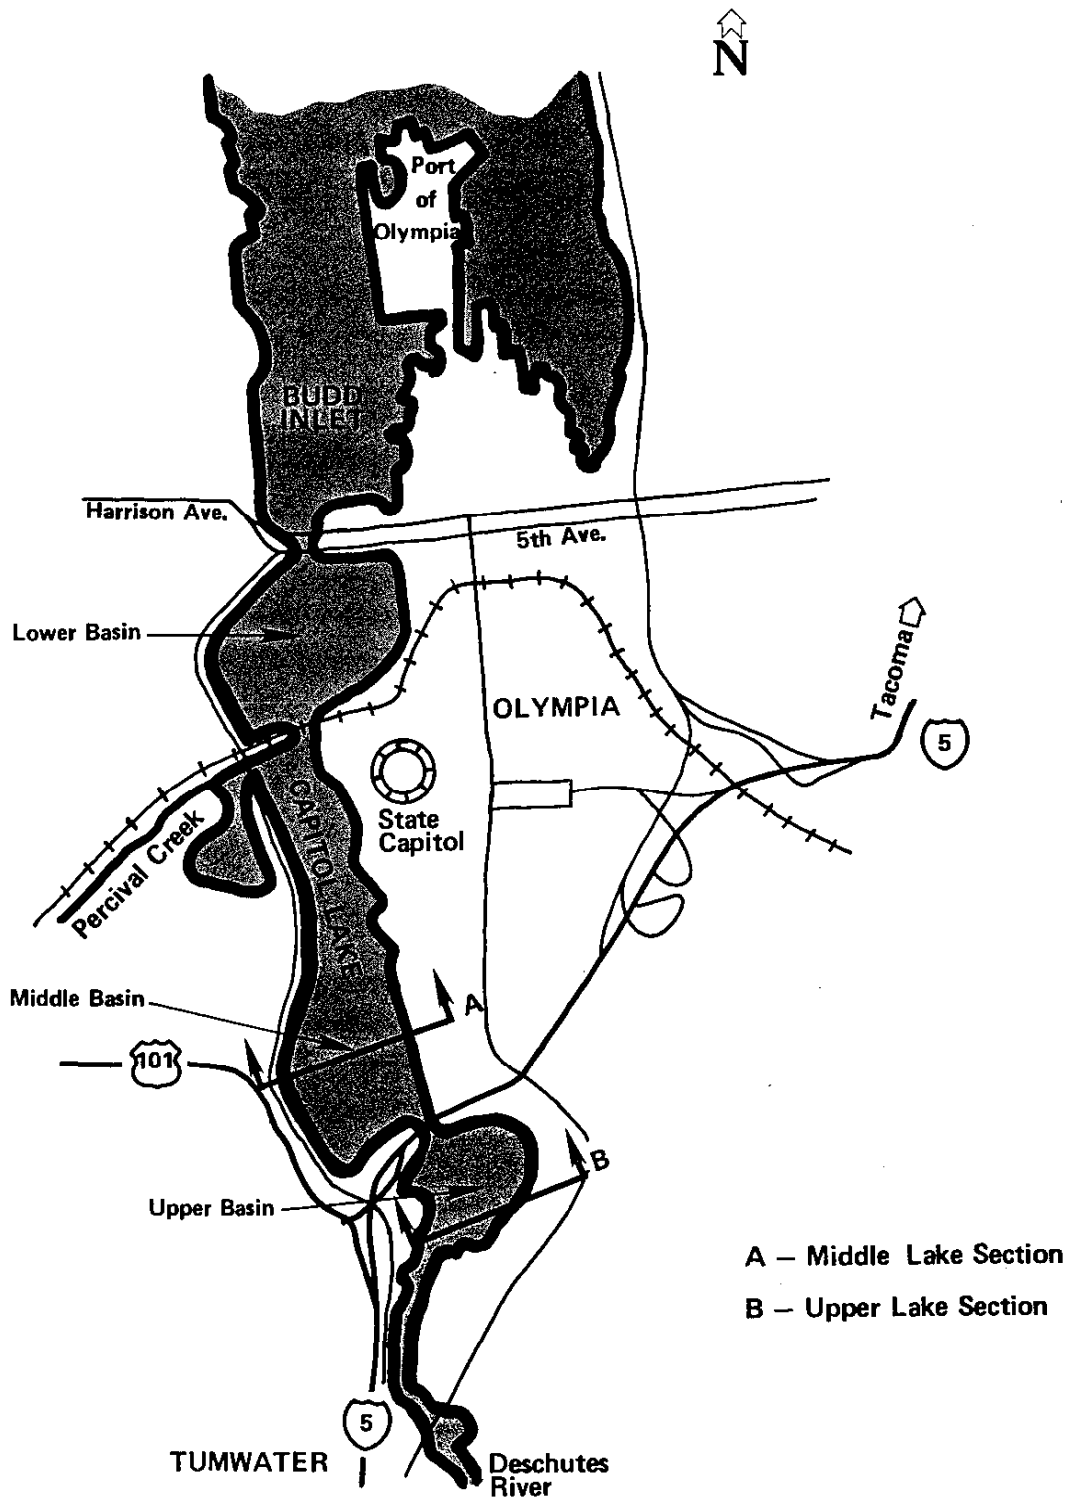 N
Port
of
Olympia
BUDD
INLET
Harrison Ave.
5th Ave.
Lower Basin
Tacoma
OLYMPIA
5
State
Capitol
CAPITOL LAKE
Percival Creek
Middle Basin
A
101
B
Upper Basin
A – Middle Lake Section
B – Upper Lake Section
5
TUMWATER
Deschutes
River